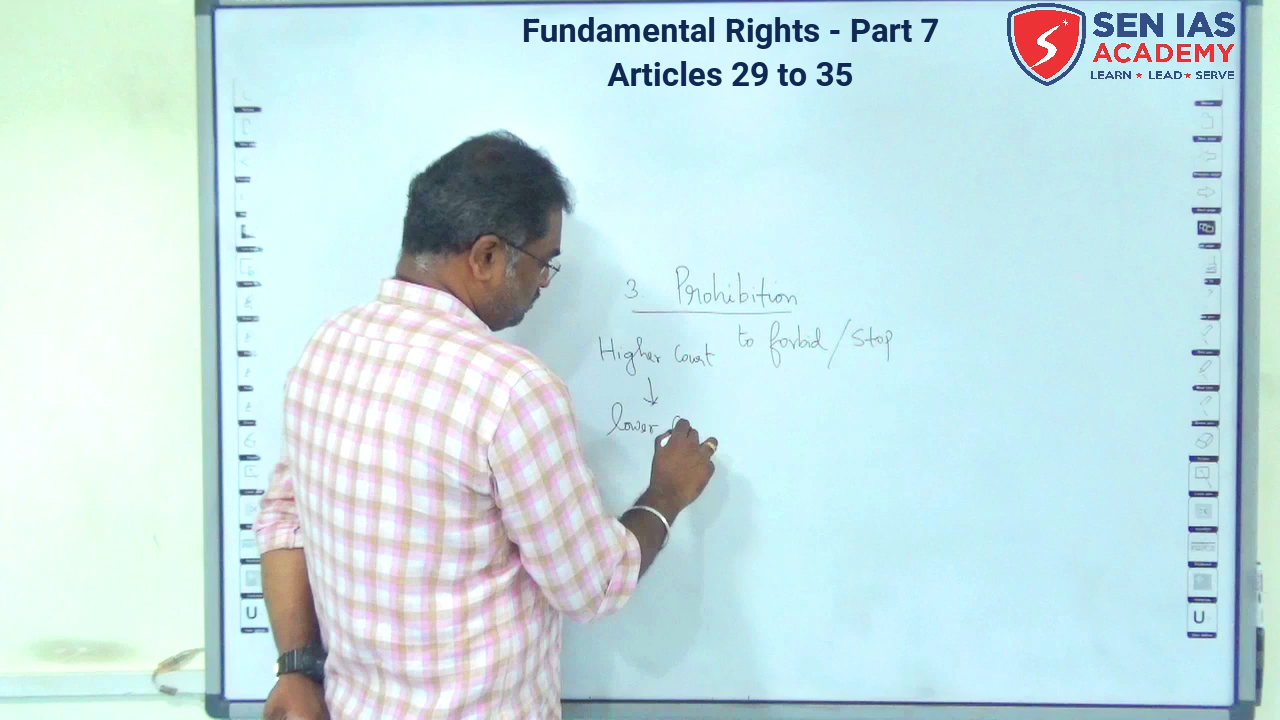 Fundamental Rights - Part 7
Articles 29 to 35
SEN IAS
ACADEMY
LEARN ★ LEAD ★ SERVE
3 Prohibition
to forbid / stop
Higher Court
↓
lower
U
U